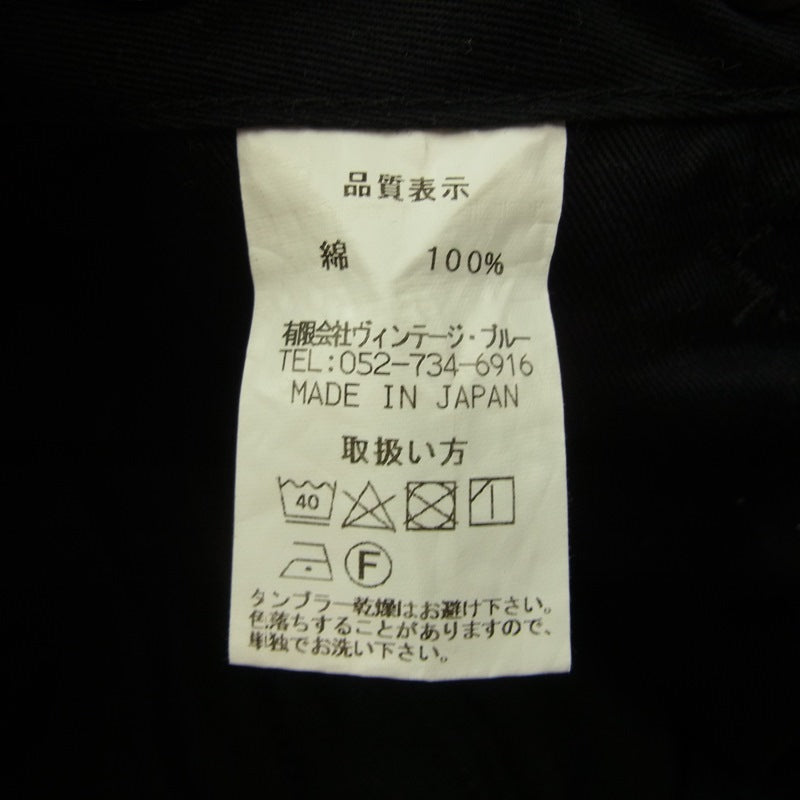 品質表示
綿 100%
有限会社ヴィンテージ・ブルー
TEL:052-734-6916
MADE IN JAPAN
取扱い方
40
F
タンブラー乾燥はお避け下さい。
色落ちすることがありますので、
単独でお洗い下さい。